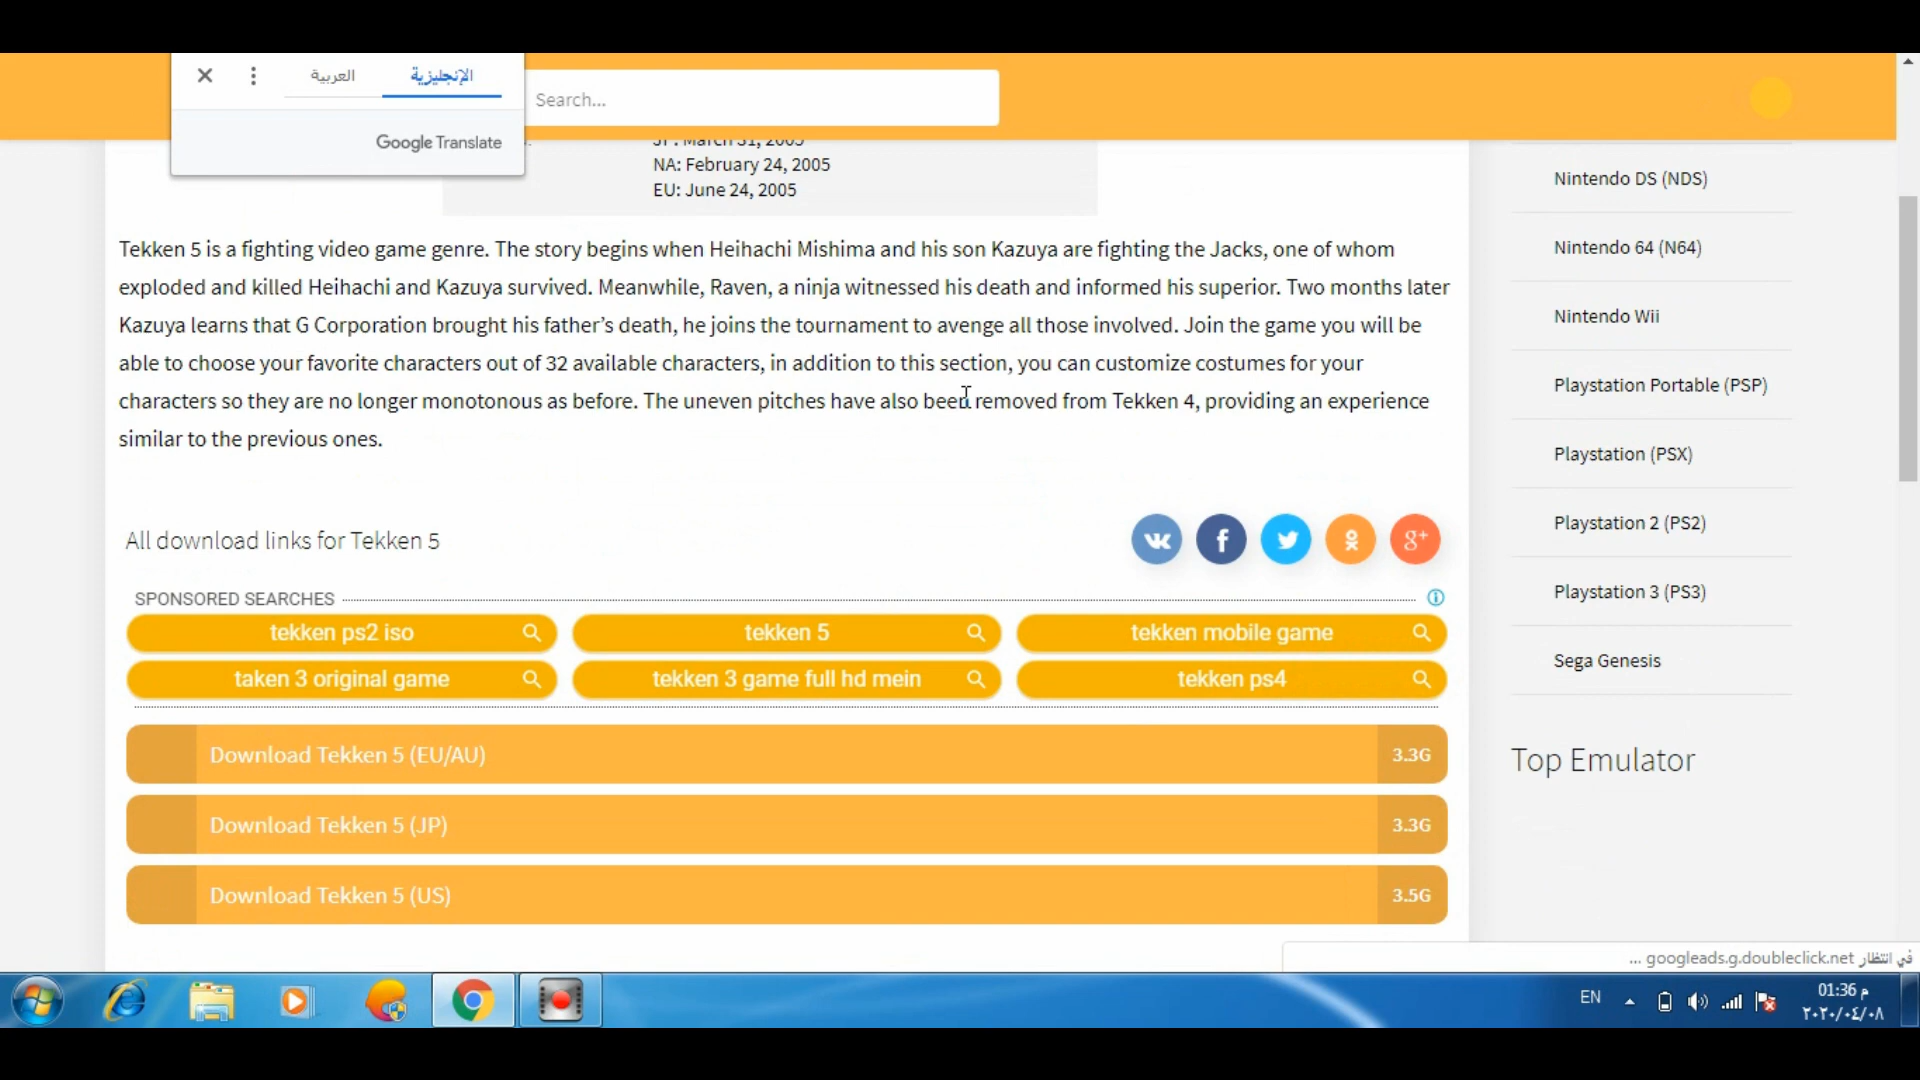 العربية
الإنجليزية
Google Translate
Search...
NA: February 24, 2005
EU: June 24, 2005
Tekken 5 is a fighting video game genre. The story begins when Heihachi Mishima and his son Kazuya are fighting the Jacks, one of whom
exploded and killed Heihachi and Kazuya survived. Meanwhile, Raven, a ninja witnessed his death and informed his superior. Two months later
Kazuya learns that G Corporation brought his father’s death, he joins the tournament to avenge all those involved. Join the game you will be
able to choose your favorite characters out of 32 available characters, in addition to this section, you can customize costumes for your
characters so they are no longer monotonous as before. The uneven pitches have also been removed from Tekken 4, providing an experience
similar to the previous ones.
All download links for Tekken 5
SPONSORED SEARCHES
tekken ps2 iso
tekken 5
tekken mobile game
taken 3 original game
tekken 3 game full hd mein
tekken ps4
Download Tekken 5 (EU/AU) 3.3G
Download Tekken 5 (JP) 3.3G
Download Tekken 5 (US) 3.5G
Nintendo DS (NDS)
Nintendo 64 (N64)
Nintendo Wii
Playstation Portable (PSP)
Playstation (PSX)
Playstation 2 (PS2)
Playstation 3 (PS3)
Sega Genesis
Top Emulator
في انتظار googleads.g.doubleclick.net ...
EN
01:36 م
٢٠٢٠/٠٤/٠٨